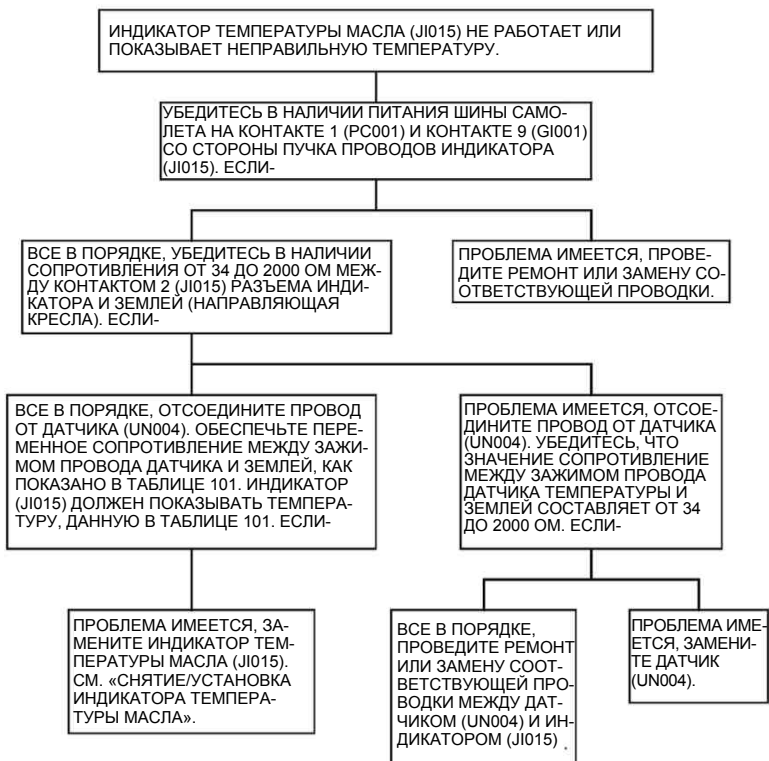 ИНДИКАТОР ТЕМПЕРАТУРЫ МАСЛА (JI015) НЕ РАБОТАЕТ ИЛИ
ПОКАЗЫВАЕТ НЕПРАВИЛЬНУЮ ТЕМПЕРАТУРУ.
УБЕДИТЕСЬ В НАЛИЧИИ ПИТАНИЯ ШИНЫ САМО-
ЛЕТА НА КОНТАКТЕ 1 (PC001) И КОНТАКТЕ 9 (GI001)
СО СТОРОНЫ ПУЧКА ПРОВОДОВ ИНДИКАТОРА
(JI015). ЕСЛИ-
ВСЕ В ПОРЯДКЕ, УБЕДИТЕСЬ В НАЛИЧИИ
СОПРОТИВЛЕНИЯ ОТ 34 ДО 2000 ОМ МЕЖ-
ДУ КОНТАКТОМ 2 (JI015) РАЗЪЕМА ИНДИ-
КАТОРА И ЗЕМЛЕЙ (НАПРАВЛЯЮЩАЯ
КРЕСЛА). ЕСЛИ-
ПРОБЛЕМА ИМЕЕТСЯ, ПРОВЕ-
ДИТЕ РЕМОНТ ИЛИ ЗАМЕНУ СО-
ОТВЕТСТВУЮЩЕЙ ПРОВОДКИ.
ВСЕ В ПОРЯДКЕ, ОТСОЕДИНИТЕ ПРОВОД
ОТ ДАТЧИКА (UN004). ОБЕСПЕЧЬТЕ ПЕРЕ-
МЕННОЕ СОПРОТИВЛЕНИЕ МЕЖДУ ЗАЖИ-
МОМ ПРОВОДА ДАТЧИКА И ЗЕМЛЕЙ, КАК
ПОКАЗАНО В ТАБЛИЦЕ 101. ИНДИКАТОР
(JI015) ДОЛЖЕН ПОКАЗЫВАТЬ ТЕМПЕРА-
ТУРУ, ДАННУЮ В ТАБЛИЦЕ 101. ЕСЛИ-
ПРОБЛЕМА ИМЕЕТСЯ, ОТСОЕ-
ДИНИТЕ ПРОВОД ОТ ДАТЧИКА
(UN004). УБЕДИТЕСЬ, ЧТО
ЗНАЧЕНИЕ СОПРОТИВЛЕНИЕ
МЕЖДУ ЗАЖИМОМ ПРОВОДА
ДАТЧИКА ТЕМПЕРАТУРЫ И
ЗЕМЛЕЙ СОСТАВЛЯЕТ ОТ 34
ДО 2000 ОМ. ЕСЛИ-
ПРОБЛЕМА ИМЕЕТСЯ, ЗА-
МЕНИТЕ ИНДИКАТОР ТЕМ-
ПЕРАТУРЫ МАСЛА (JI015).
СМ. «СНЯТИЕ/УСТАНОВКА
ИНДИКАТОРА ТЕМПЕРА-
ТУРЫ МАСЛА».
ВСЕ В ПОРЯДКЕ,
ПРОВЕДИТЕ РЕМОНТ
ИЛИ ЗАМЕНУ СООТ-
ВЕТСТВУЮЩЕЙ ПРО-
ВОДКИ МЕЖДУ ДАТ-
ЧИКОМ (UN004) И ИН-
ДИКАТОРОМ (JI015) .
ПРОБЛЕМА ИМЕ-
ЕТСЯ, ЗАМЕНИ-
ТЕ ДАТЧИК
(UN004).